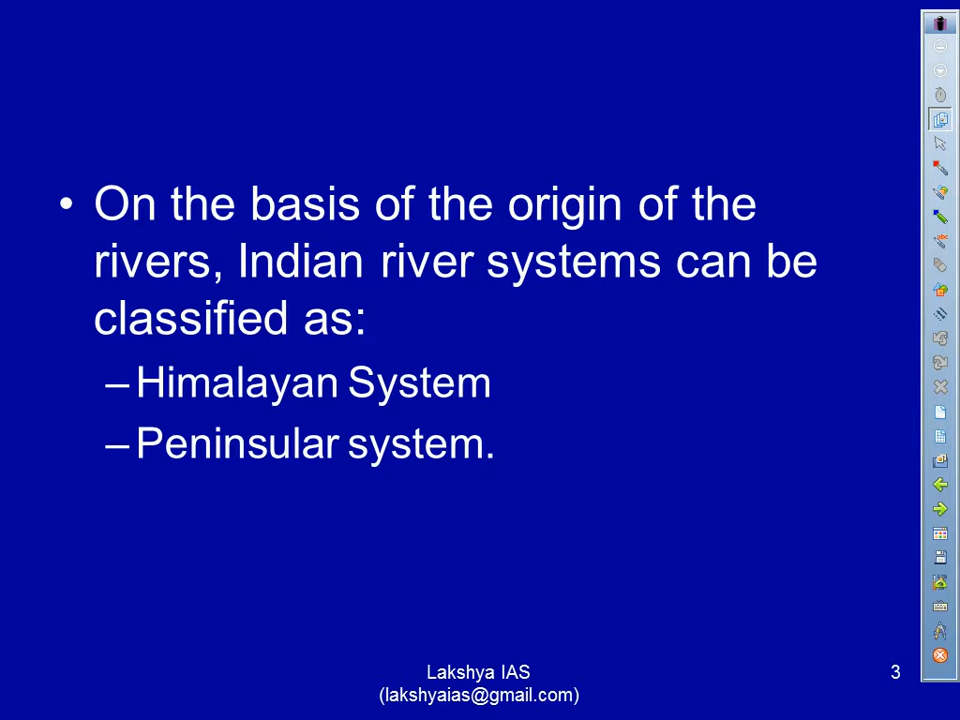 • On the basis of the origin of the
rivers, Indian river systems can be
classified as:
– Himalayan System
– Peninsular system.
Lakshya IAS
(lakshyaias@gmail.com)
3